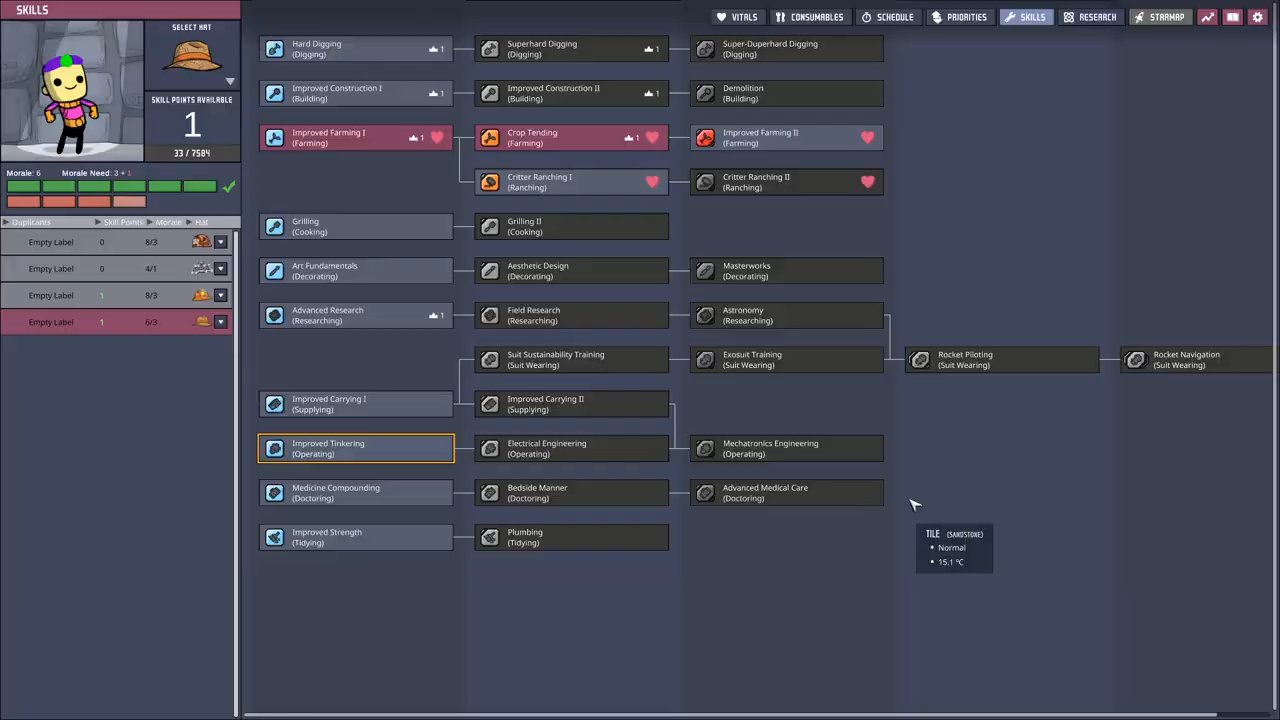 SKILLS
VITALS
CONSUMABLES
SCHEDULE
PRIORITIES
SKILLS
RESEARCH
STARMAP
SELECT HAT
SKILL POINTS AVAILABLE
1
33 / 7584
Morale: 6 Morale Need: 3 + 1
Duplicants Skill Points Morale Hat
Empty Label 0 8/3
Empty Label 0 4/1
Empty Label 1 8/3
Empty Label 1 6/3
Hard Digging
(Digging)
1
Superhard Digging
(Digging)
1
Super-Duperhard Digging
(Digging)
Improved Construction I
(Building)
1
Improved Construction II
(Building)
1
Demolition
(Building)
Improved Farming I
(Farming)
1
Crop Tending
(Farming)
1
Improved Farming II
(Farming)
Critter Ranching I
(Ranching)
Critter Ranching II
(Ranching)
Grilling
(Cooking)
Grilling II
(Cooking)
Art Fundamentals
(Decorating)
Aesthetic Design
(Decorating)
Masterworks
(Decorating)
Advanced Research
(Researching)
1
Field Research
(Researching)
Astronomy
(Researching)
Suit Sustainability Training
(Suit Wearing)
Exosuit Training
(Suit Wearing)
Rocket Piloting
(Suit Wearing)
Rocket Navigation
(Suit Wearing)
Improved Carrying I
(Supplying)
Improved Carrying II
(Supplying)
Improved Tinkering
(Operating)
Electrical Engineering
(Operating)
Mechatronics Engineering
(Operating)
Medicine Compounding
(Doctoring)
Bedside Manner
(Doctoring)
Advanced Medical Care
(Doctoring)
Improved Strength
(Tidying)
Plumbing
(Tidying)
TILE (SANDSTONE)
• Normal
• 15.1 °C